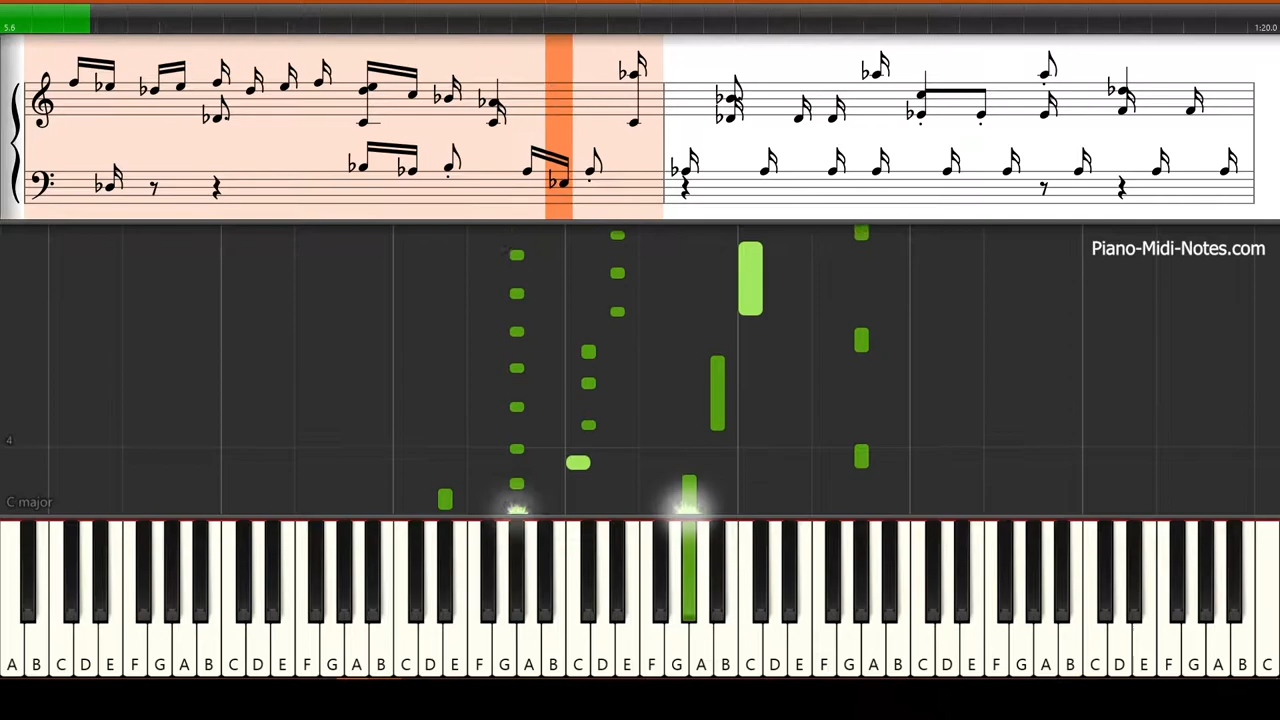 5.6
1:20.0
Piano-Midi-Notes.com
4
C major
A B C D E F G A B C D E F G A B C D E F G A B C D E F G A B C D E F G A B C D E F G A B C D E F G A B C